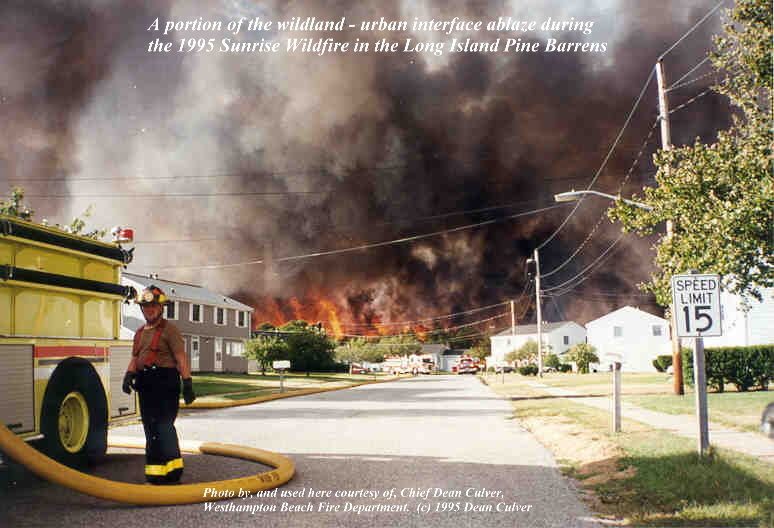 A portion of the wildland - urban interface ablaze during
the 1995 Sunrise Wildfire in the Long Island Pine Barrens
SPEED
LIMIT
15
Photo by, and used here courtesy of, Chief Dean Culver,
Westhampton Beach Fire Department. (c) 1995 Dean Culver